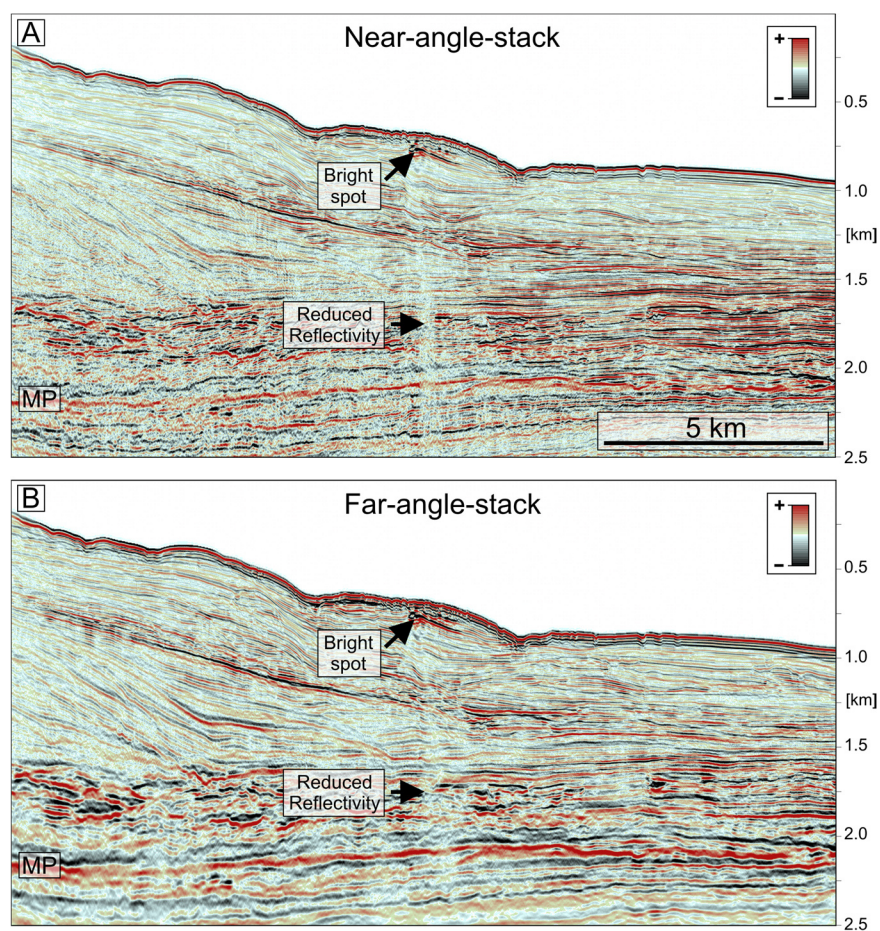 A
Near-angle-stack
+
–
0.5
Bright
spot
1.0
[km]
1.5
Reduced
Reflectivity
2.0
MP
5 km
2.5
B
Far-angle-stack
+
–
0.5
Bright
spot
1.0
[km]
1.5
Reduced
Reflectivity
2.0
MP
2.5